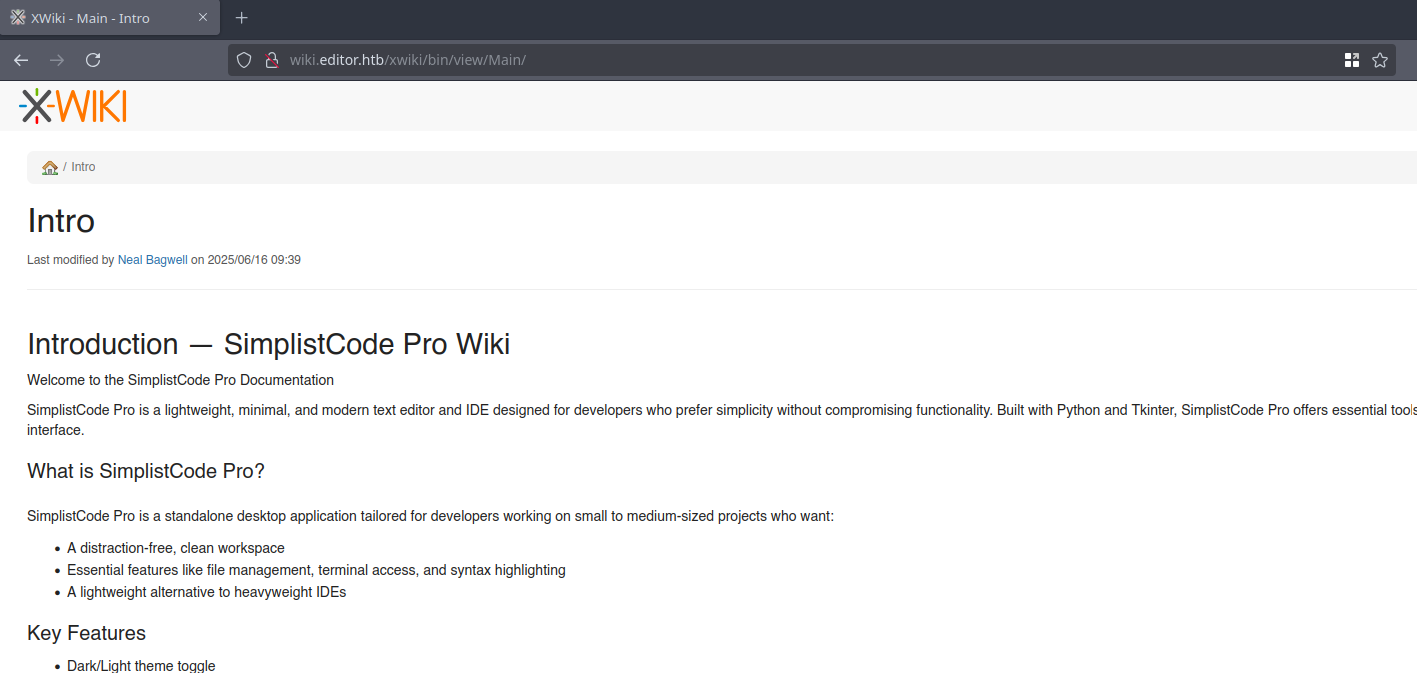 XWiki - Main - Intro
wiki.editor.htb/xwiki/bin/view/Main/
XWIKI
/ Intro
Intro
Last modified by Neal Bagwell on 2025/06/16 09:39
Introduction — SimplistCode Pro Wiki
Welcome to the SimplistCode Pro Documentation
SimplistCode Pro is a lightweight, minimal, and modern text editor and IDE designed for developers who prefer simplicity without compromising functionality. Built with Python and Tkinter, SimplistCode Pro offers essential tools
interface.
What is SimplistCode Pro?
SimplistCode Pro is a standalone desktop application tailored for developers working on small to medium-sized projects who want:
• A distraction-free, clean workspace
• Essential features like file management, terminal access, and syntax highlighting
• A lightweight alternative to heavyweight IDEs
Key Features
• Dark/Light theme toggle